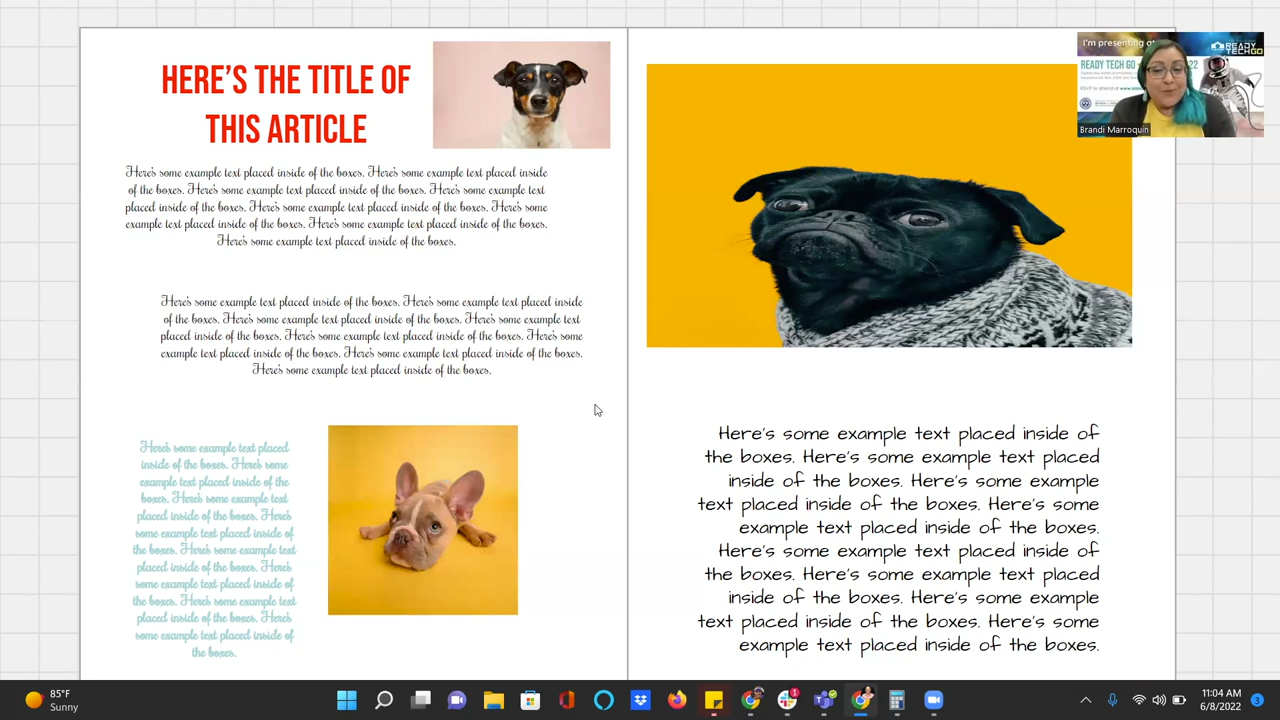 HERE'S THE TITLE OF
THIS ARTICLE
Here's some example text placed inside of the boxes. Here's some example text placed inside
of the boxes. Here's some example text placed inside of the boxes. Here's some example text
placed inside of the boxes. Here's some example text placed inside of the boxes. Here's some
example text placed inside of the boxes. Here's some example text placed inside of the boxes.
Here's some example text placed inside of the boxes.
Here's some example text placed inside of the boxes. Here's some example text placed inside
of the boxes. Here's some example text placed inside of the boxes. Here's some example text
placed inside of the boxes. Here's some example text placed inside of the boxes. Here's some
example text placed inside of the boxes. Here's some example text placed inside of the boxes.
Here's some example text placed inside of the boxes.
Here's some example text placed
inside of the boxes. Here's some
example text placed inside of the
boxes. Here's some example text
placed inside of the boxes. Here's
some example text placed inside of
the boxes. Here's some example text
placed inside of the boxes. Here's
some example text placed inside of
the boxes. Here's some example text
placed inside of the boxes. Here's
some example text placed inside of
the boxes.
I'm presenting at
READY
TECHGO
READY TECH GO
22
Brandi Marroquin
Here's some example text placed inside of
the boxes. Here's some example text placed
inside of the boxes. Here's some example
text placed inside of the boxes. Here's some
example text placed inside of the boxes.
Here's some example text placed inside of
the boxes. Here's some example text placed
inside of the boxes. Here's some example
text placed inside of the boxes. Here's some
example text placed inside of the boxes.
85°F
Sunny
1
11:04 AM
6/8/2022
3